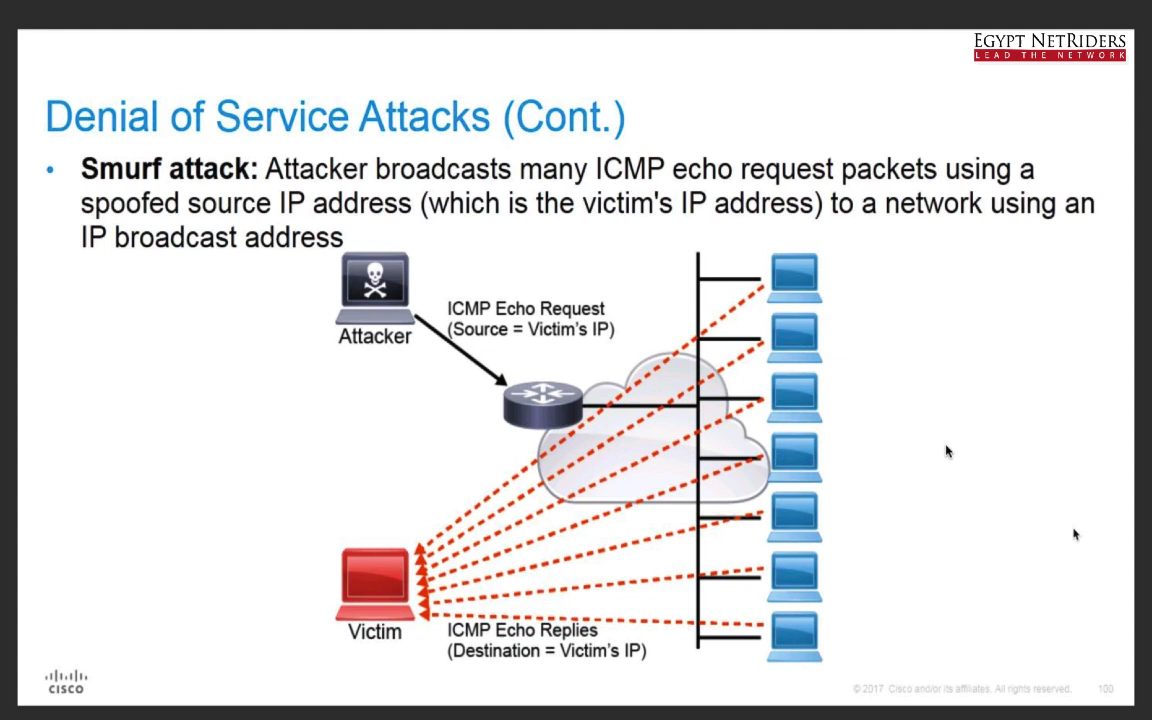 EGYPT NETRIDERS
LEAD THE NETWORK
Denial of Service Attacks (Cont.)
• Smurf attack: Attacker broadcasts many ICMP echo request packets using a
spoofed source IP address (which is the victim's IP address) to a network using an
IP broadcast address
ICMP Echo Request
(Source = Victim's IP)
Attacker
Victim
ICMP Echo Replies
(Destination = Victim's IP)
CISCO
© 2017 Cisco and/or its affiliates. All rights reserved. 100